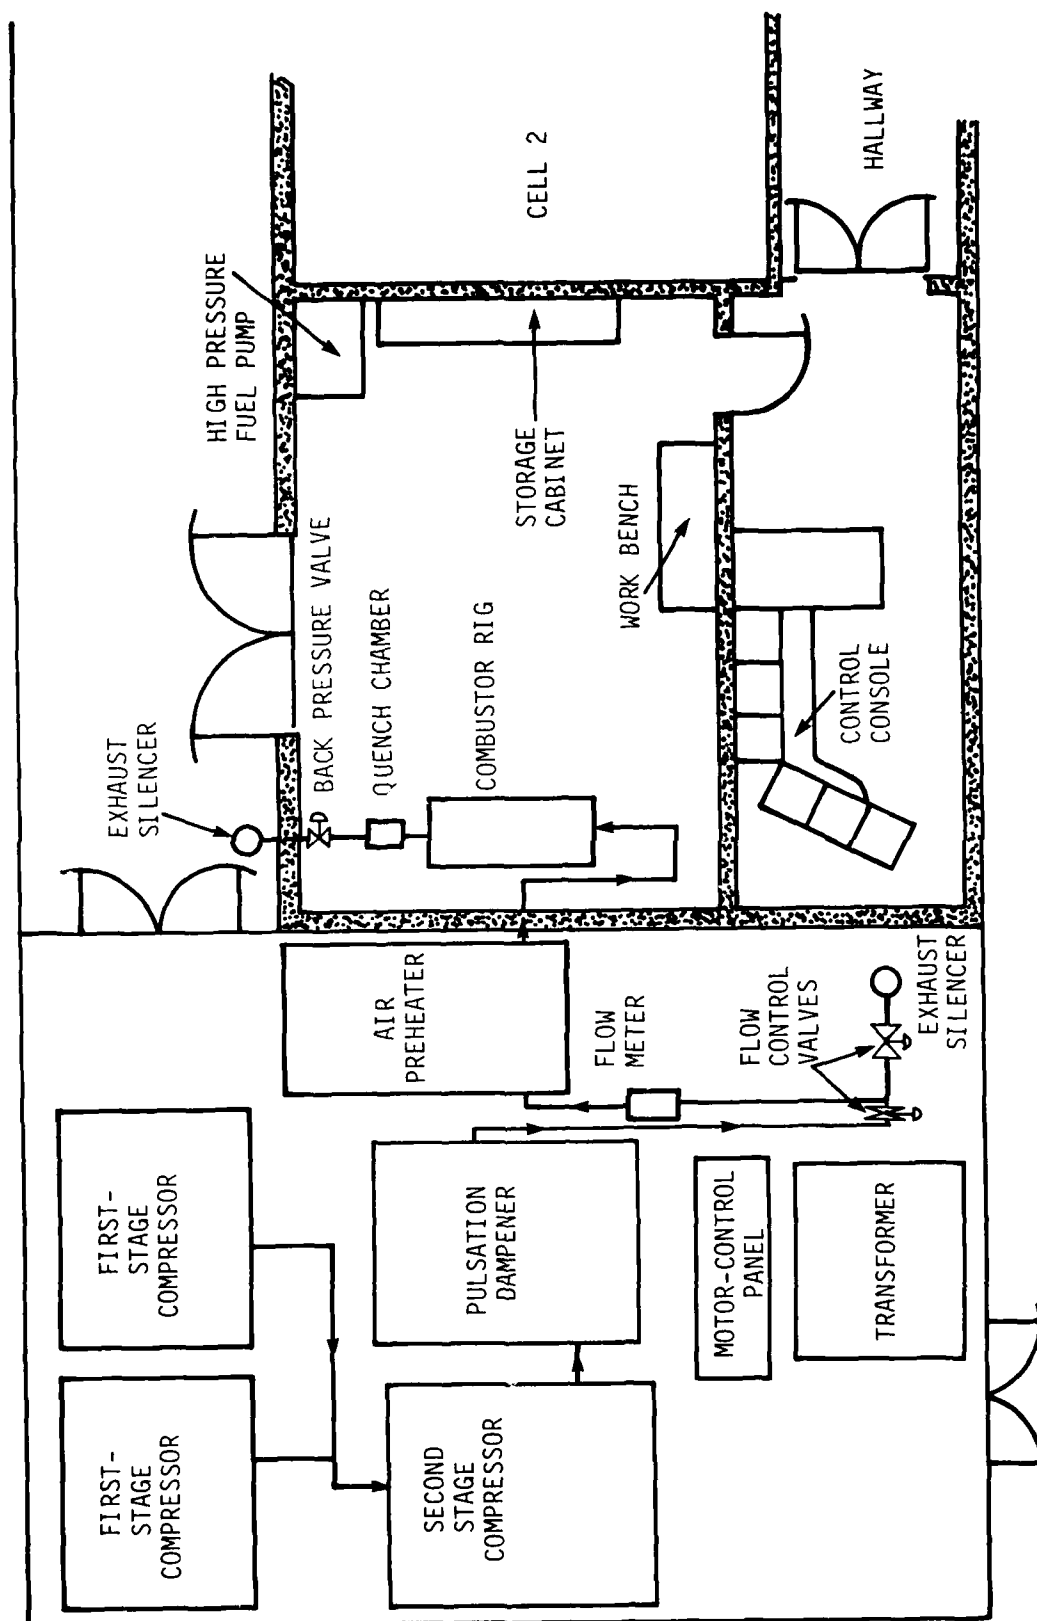 FIRST-
STAGE
COMPRESSOR
FIRST-
STAGE
COMPRESSOR
SECOND
STAGE
COMPRESSOR
PULSATION
DAMPENER
MOTOR-CONTROL
PANEL
TRANSFORMER
AIR
PREHEATER
FLOW
METER
FLOW
CONTROL
VALVES
EXHAUST
SILENCER
EXHAUST
SILENCER
BACK PRESSURE VALVE
QUENCH CHAMBER
COMBUSTOR RIG
HIGH PRESSURE
FUEL PUMP
STORAGE
CABINET
WORK BENCH
CONTROL
CONSOLE
CELL 2
HALLWAY